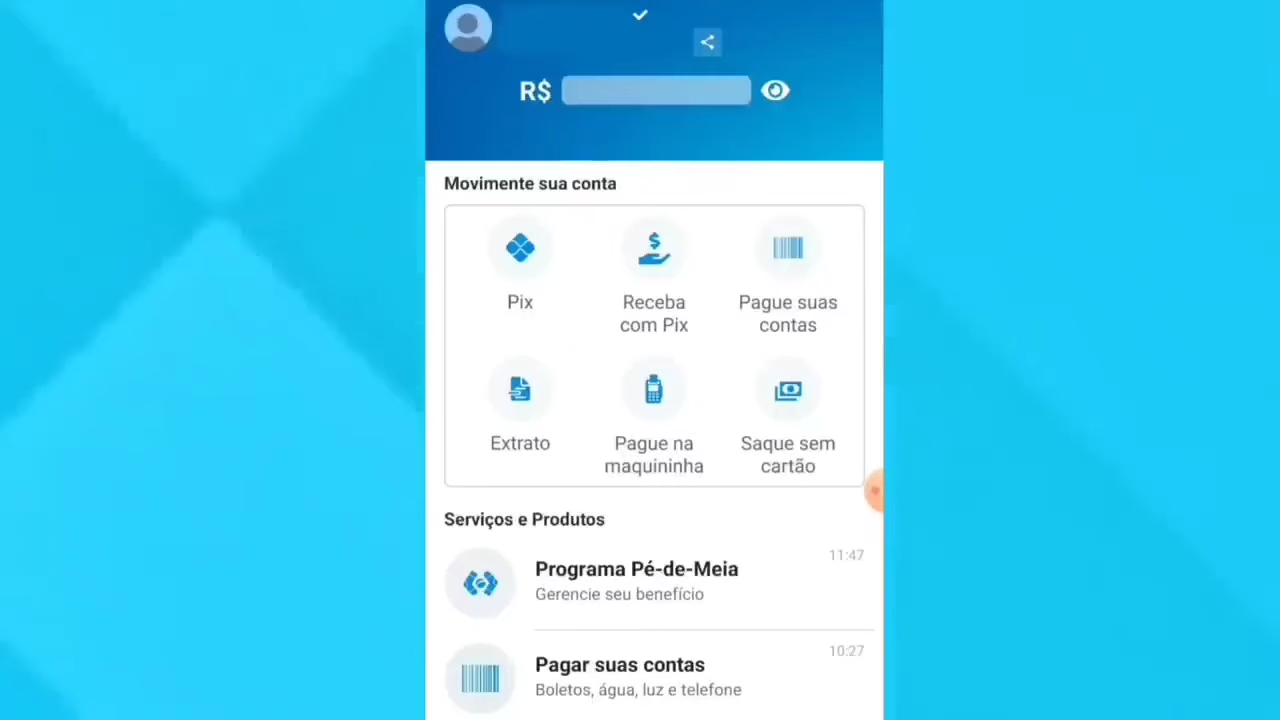 R$
Movimente sua conta
Pix
Receba
com Pix
Pague suas
contas
Extrato
Pague na
maquininha
Saque sem
cartão
Serviços e Produtos
11:47
Programa Pé-de-Meia
Gerencie seu benefício
10:27
Pagar suas contas
Boletos, água, luz e telefone